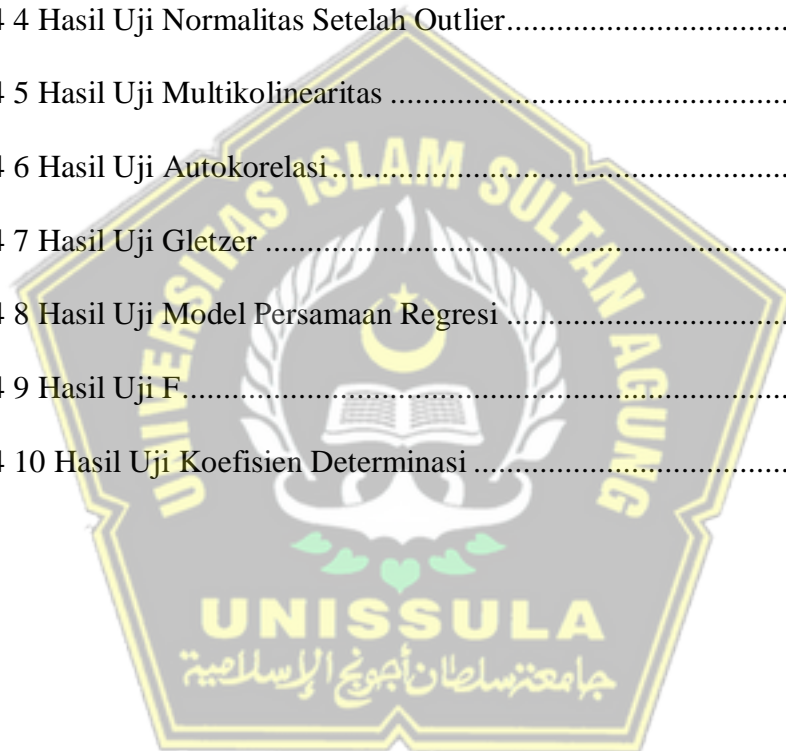 4 4 Hasil Uji Normalitas Setelah Outlier......................................
4 5 Hasil Uji Multikolinearitas ......................................................
4 6 Hasil Uji Autokorelasi..............................................................
4 7 Hasil Uji Gletzer ......................................................................
4 8 Hasil Uji Model Persamaan Regresi ......................................
4 9 Hasil Uji F.................................................................................
4 10 Hasil Uji Koefisien Determinasi ..........................................
UNIVERSITAS ISLAM SULTAN AGUNG
UNISSULA
جامعتسلطان أجونج الإسلامية